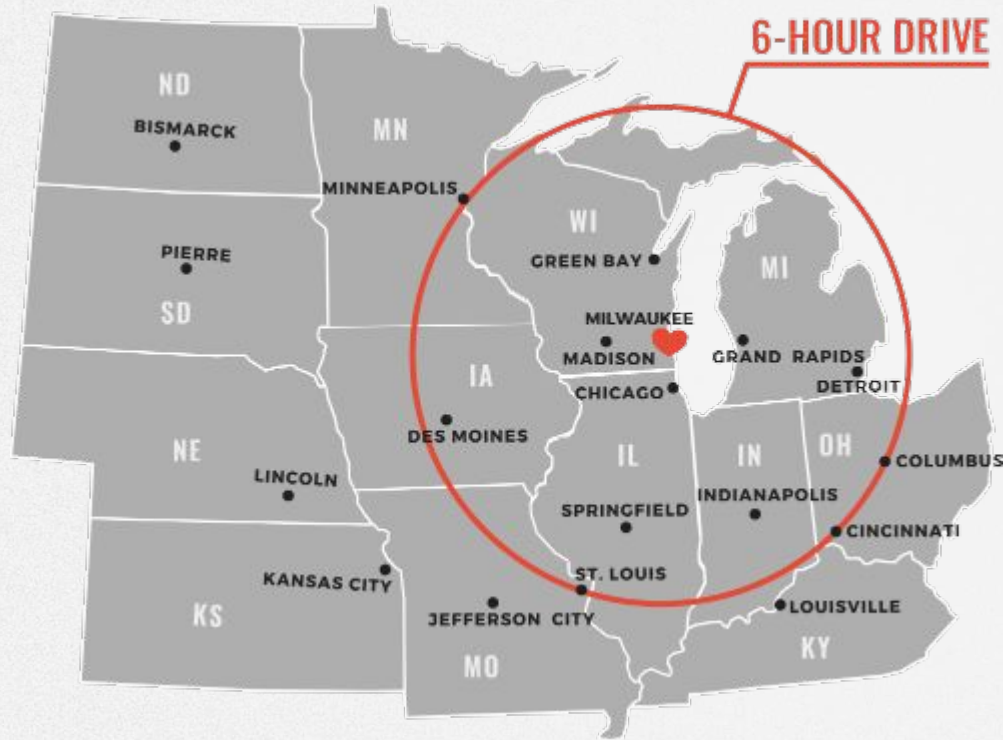 6-HOUR DRIVE
ND
BISMARCK
MN
MINNEAPOLIS
WI
PIERRE
GREEN BAY
MI
SD
MILWAUKEE
MADISON
GRAND RAPIDS
IA
CHICAGO
DETROIT
DES MOINES
NE
IL
IN
OH
COLUMBUS
LINCOLN
INDIANAPOLIS
SPRINGFIELD
CINCINNATI
KANSAS CITY
ST. LOUIS
KS
JEFFERSON CITY
LOUISVILLE
MO
KY